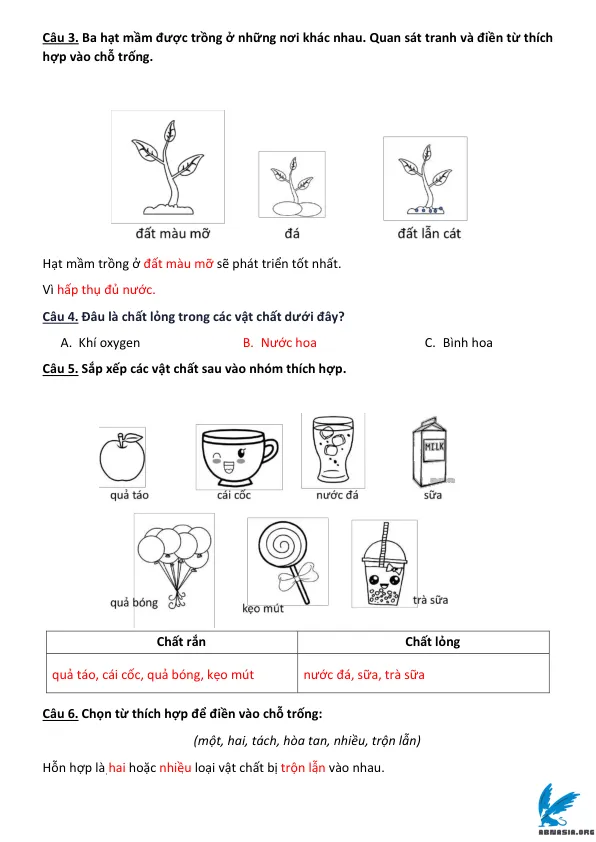 Câu 3. Ba hạt mầm được trồng ở những nơi khác nhau. Quan sát tranh và điền từ thích
hợp vào chỗ trống.
đất màu mỡ đá đất lẫn cát
Hạt mầm trồng ở đất màu mỡ sẽ phát triển tốt nhất.
Vì hấp thụ đủ nước.
Câu 4. Đâu là chất lỏng trong các vật chất dưới đây?
A. Khí oxygen B. Nước hoa C. Bình hoa
Câu 5. Sắp xếp các vật chất sau vào nhóm thích hợp.
MILK
quả táo cái cốc nước đá sữa
quả bóng kẹo mút trà sữa
Chất rắn Chất lỏng
quả táo, cái cốc, quả bóng, kẹo mút nước đá, sữa, trà sữa
Câu 6. Chọn từ thích hợp để điền vào chỗ trống:
(một, hai, tách, hòa tan, nhiều, trộn lẫn)
Hỗn hợp là hai hoặc nhiều loại vật chất bị trộn lẫn vào nhau.
ABNASIA.ORG